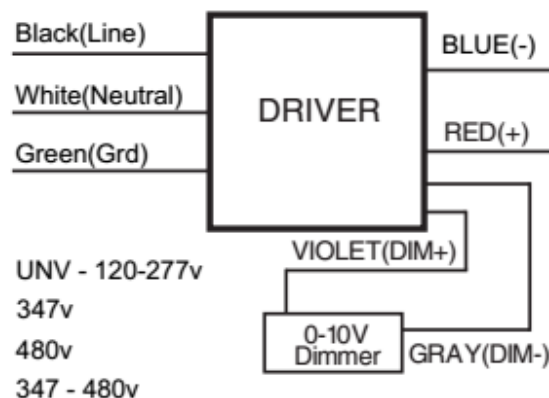 Black(Line)
BLUE(-)
White(Neutral)
DRIVER
RED(+)
Green(Grd)
VIOLET(DIM+)
UNV - 120-277v
347v
0-10V
Dimmer
GRAY(DIM-)
480v
347 - 480v